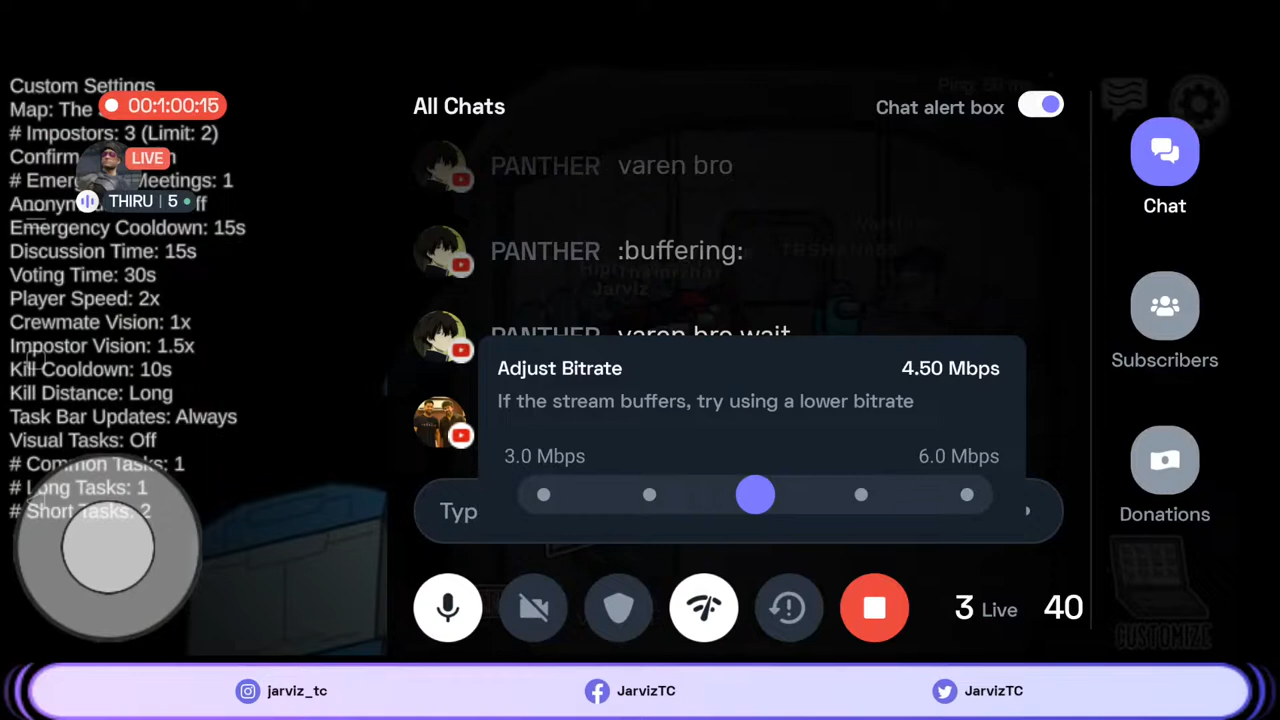 Custom Settings
Map: The
# Impostors: 3 (Limit: 2)
Confirm
# Emer Meetings: 1
Anony ff
Emergency Cooldown: 15s
Discussion Time: 15s
Voting Time: 30s
Player Speed: 2x
Crewmate Vision: 1x
Impostor Vision: 1.5x
Kill Cooldown: 10s
Kill Distance: Long
Task Bar Updates: Always
Visual Tasks: Off
# Common Tasks: 1
# Long Tasks: 1
# Short Tasks: 2
00:1:00:15
LIVE
THIRU | 5
All Chats
Chat alert box
PANTHER varen bro
PANTHER :buffering:
Jarviz
PANTHER varen bro wait
Adjust Bitrate 4.50 Mbps
If the stream buffers, try using a lower bitrate
3.0 Mbps 6.0 Mbps
Typ
3 Live 40
Chat
Subscribers
Donations
CUSTOMIZE
jarviz_tc JarvizTC JarvizTC